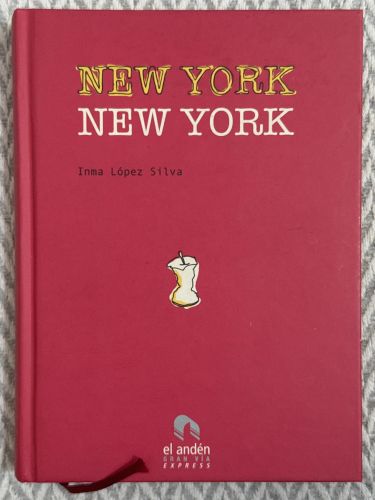 NEW YORK
NEW YORK
Inma López Silva
el andén
GRAN VÍA
EXPRESS